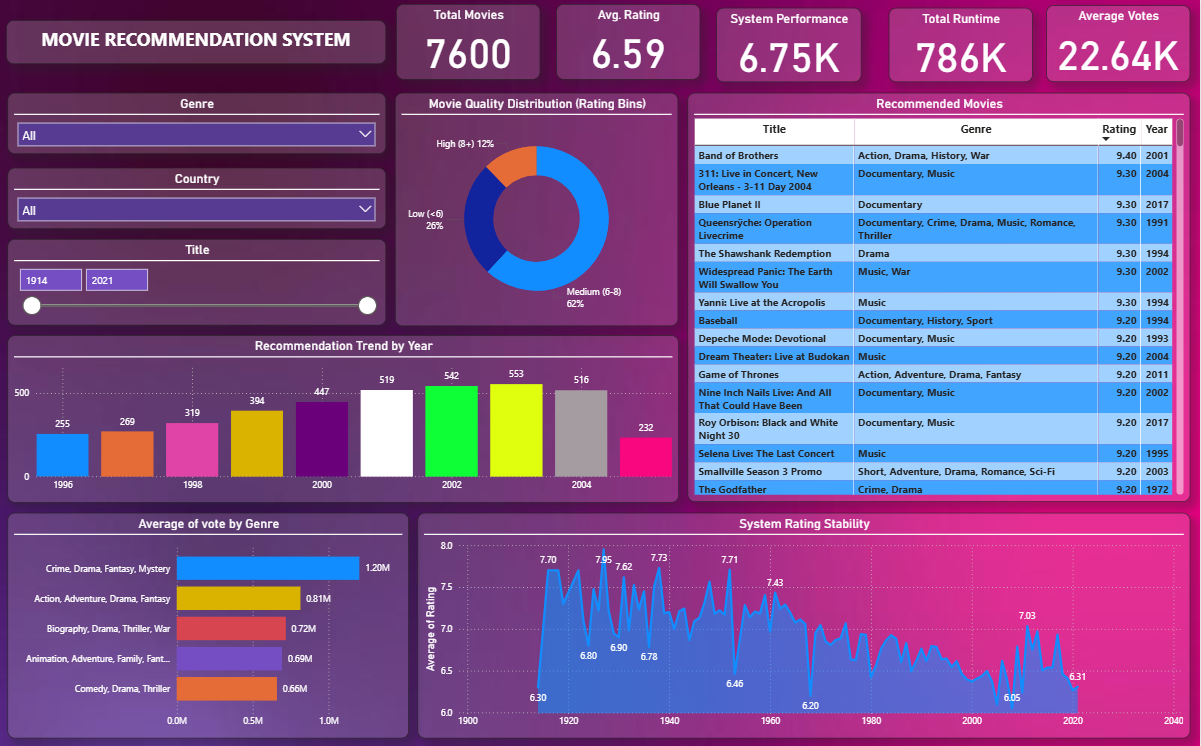 MOVIE RECOMMENDATION SYSTEM
Total Movies
7600
Avg. Rating
6.59
System Performance
6.75K
Total Runtime
786K
Average Votes
22.64K
Genre
All
Country
All
Title
1914
2021
Movie Quality Distribution (Rating Bins)
High (8+) 12%
Low (<6)
26%
Medium (6-8)
62%
Recommended Movies
Title Genre Rating Year
Band of Brothers Action, Drama, History, War 9.40 2001
311: Live in Concert, New Documentary, Music 9.30 2004
Orleans - 3-11 Day 2004
Blue Planet II Documentary 9.30 2017
Queensrÿche: Operation Documentary, Crime, Drama, Music, Romance, 9.30 1991
Livecrime Thriller
The Shawshank Redemption Drama 9.30 1994
Widespread Panic: The Earth Music, War 9.30 2002
Will Swallow You
Yanni: Live at the Acropolis Music 9.30 1994
Baseball Documentary, History, Sport 9.20 1994
Depeche Mode: Devotional Documentary, Music 9.20 1993
Dream Theater: Live at Budokan Music 9.20 2004
Game of Thrones Action, Adventure, Drama, Fantasy 9.20 2011
Nine Inch Nails Live: And All Documentary, Music 9.20 2002
That Could Have Been
Roy Orbison: Black and White Documentary, Music 9.20 2017
Night 30
Selena Live: The Last Concert Music 9.20 1995
Smallville Season 3 Promo Short, Adventure, Drama, Romance, Sci-Fi 9.20 2003
The Godfather Crime, Drama 9.20 1972
Recommendation Trend by Year
500
0
255
269
319
394
447
519
542
553
516
232
1996
1998
2000
2002
2004
Average of vote by Genre
Crime, Drama, Fantasy, Mystery 1.20M
Action, Adventure, Drama, Fantasy 0.81M
Biography, Drama, Thriller, War 0.72M
Animation, Adventure, Family, Fant... 0.69M
Comedy, Drama, Thriller 0.66M
0.0M 0.5M 1.0M
System Rating Stability
Average of Rating
8.0
7.5
7.0
6.5
6.0
6.30
7.70
6.80
7.95
6.90
7.62
6.78
7.73
7.71
6.46
7.43
6.20
6.05
7.03
6.31
1900 1920 1940 1960 1980 2000 2020 2040